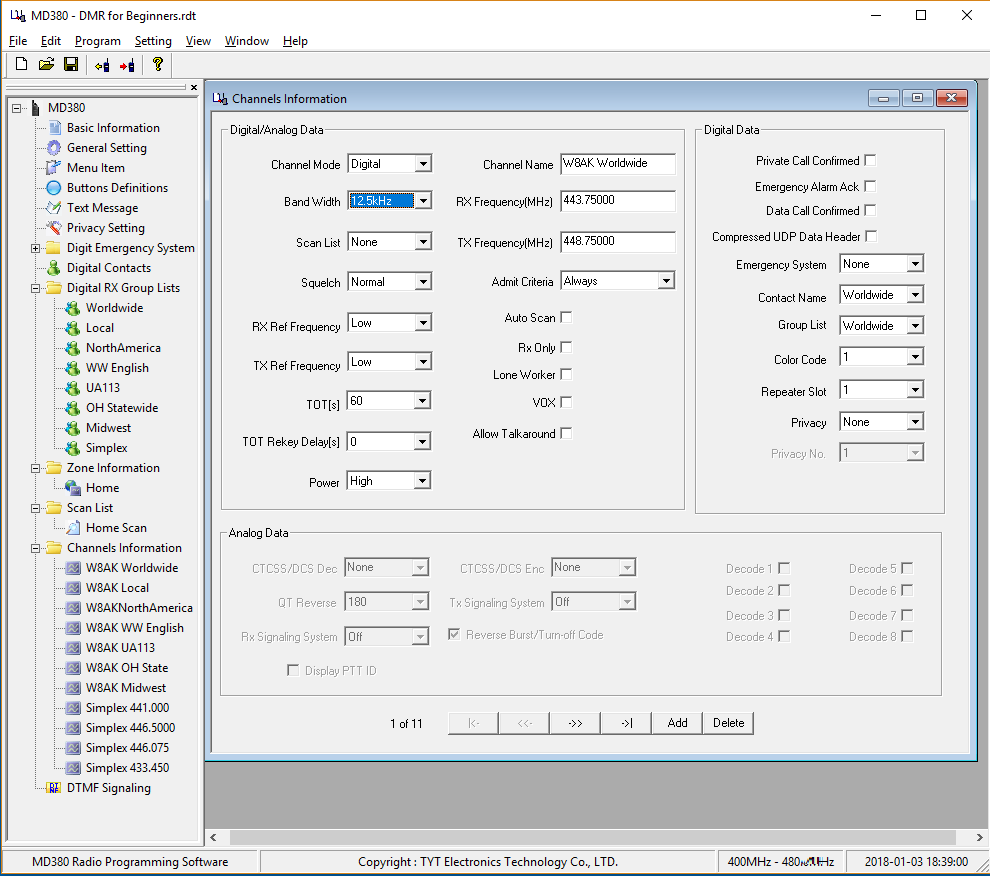 MD380 - DMR for Beginners.rdt
File Edit Program Setting View Window Help
MD380
Basic Information
General Setting
Menu Item
Buttons Definitions
Text Message
Privacy Setting
Digit Emergency System
Digital Contacts
Digital RX Group Lists
Worldwide
Local
NorthAmerica
WW English
UA113
OH Statewide
Midwest
Simplex
Zone Information
Home
Scan List
Home Scan
Channels Information
W8AK Worldwide
W8AK Local
W8AKNorthAmerica
W8AK WW English
W8AK UA113
W8AK OH State
W8AK Midwest
Simplex 441.000
Simplex 446.5000
Simplex 446.075
Simplex 433.450
DTMF Signaling
Channels Information
Digital/Analog Data
Channel Mode Digital
Band Width 12.5kHz
Scan List None
Squelch Normal
RX Ref Frequency Low
TX Ref Frequency Low
TOT[s] 60
TOT Rekey Delay[s] 0
Power High
Channel Name W8AK Worldwide
RX Frequency(MHz) 443.75000
TX Frequency(MHz) 448.75000
Admit Criteria Always
Auto Scan
Rx Only
Lone Worker
VOX
Allow Talkaround
Digital Data
Private Call Confirmed
Emergency Alarm Ack
Data Call Confirmed
Compressed UDP Data Header
Emergency System None
Contact Name Worldwide
Group List Worldwide
Color Code 1
Repeater Slot 1
Privacy None
Privacy No. 1
Analog Data
CTCSS/DCS Dec None
QT Reverse 180
Rx Signaling System Off
Display PTT ID
CTCSS/DCS Enc None
Tx Signaling System Off
Reverse Burst/Turn-off Code
Decode 1
Decode 2
Decode 3
Decode 4
Decode 5
Decode 6
Decode 7
Decode 8
1 of 11 |<- <<- ->> ->| Add Delete
MD380 Radio Programming Software Copyright : TYT Electronics Technology Co., LTD. 400MHz - 2018-01-03 18:39:00